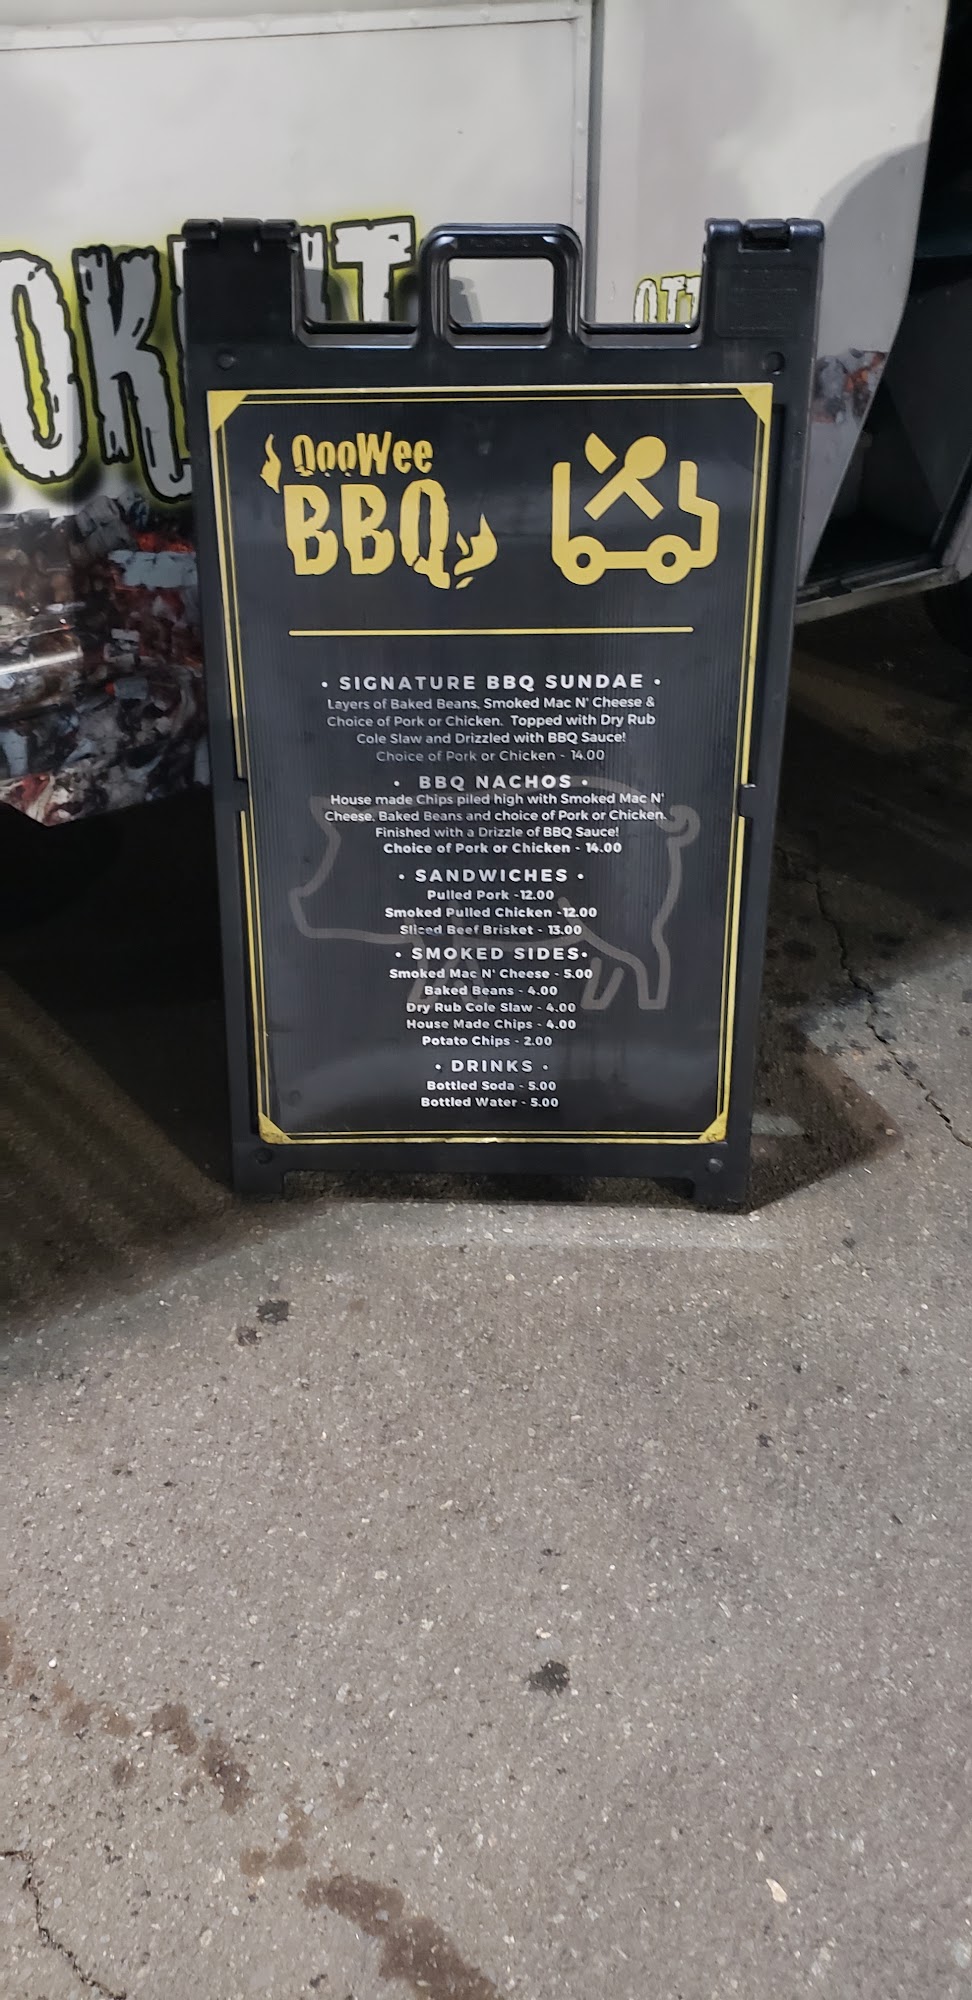 OooWee
BBQ
• SIGNATURE BBQ SUNDAE •
Layers of Baked Beans, Smoked Mac N' Cheese &
Choice of Pork or Chicken. Topped with Dry Rub
Cole Slaw and Drizzled with BBQ Sauce!
Choice of Pork or Chicken - 14.00
• BBQ NACHOS •
House made Chips piled high with Smoked Mac N'
Cheese, Baked Beans and choice of Pork or Chicken.
Finished with a Drizzle of BBQ Sauce!
Choice of Pork or Chicken - 14.00
• SANDWICHES •
Pulled Pork -12.00
Smoked Pulled Chicken -12.00
Sliced Beef Brisket - 13.00
• SMOKED SIDES•
Smoked Mac N' Cheese - 5.00
Baked Beans - 4.00
Dry Rub Cole Slaw - 4.00
House Made Chips - 4.00
Potato Chips - 2.00
• DRINKS •
Bottled Soda - 5.00
Bottled Water - 5.00